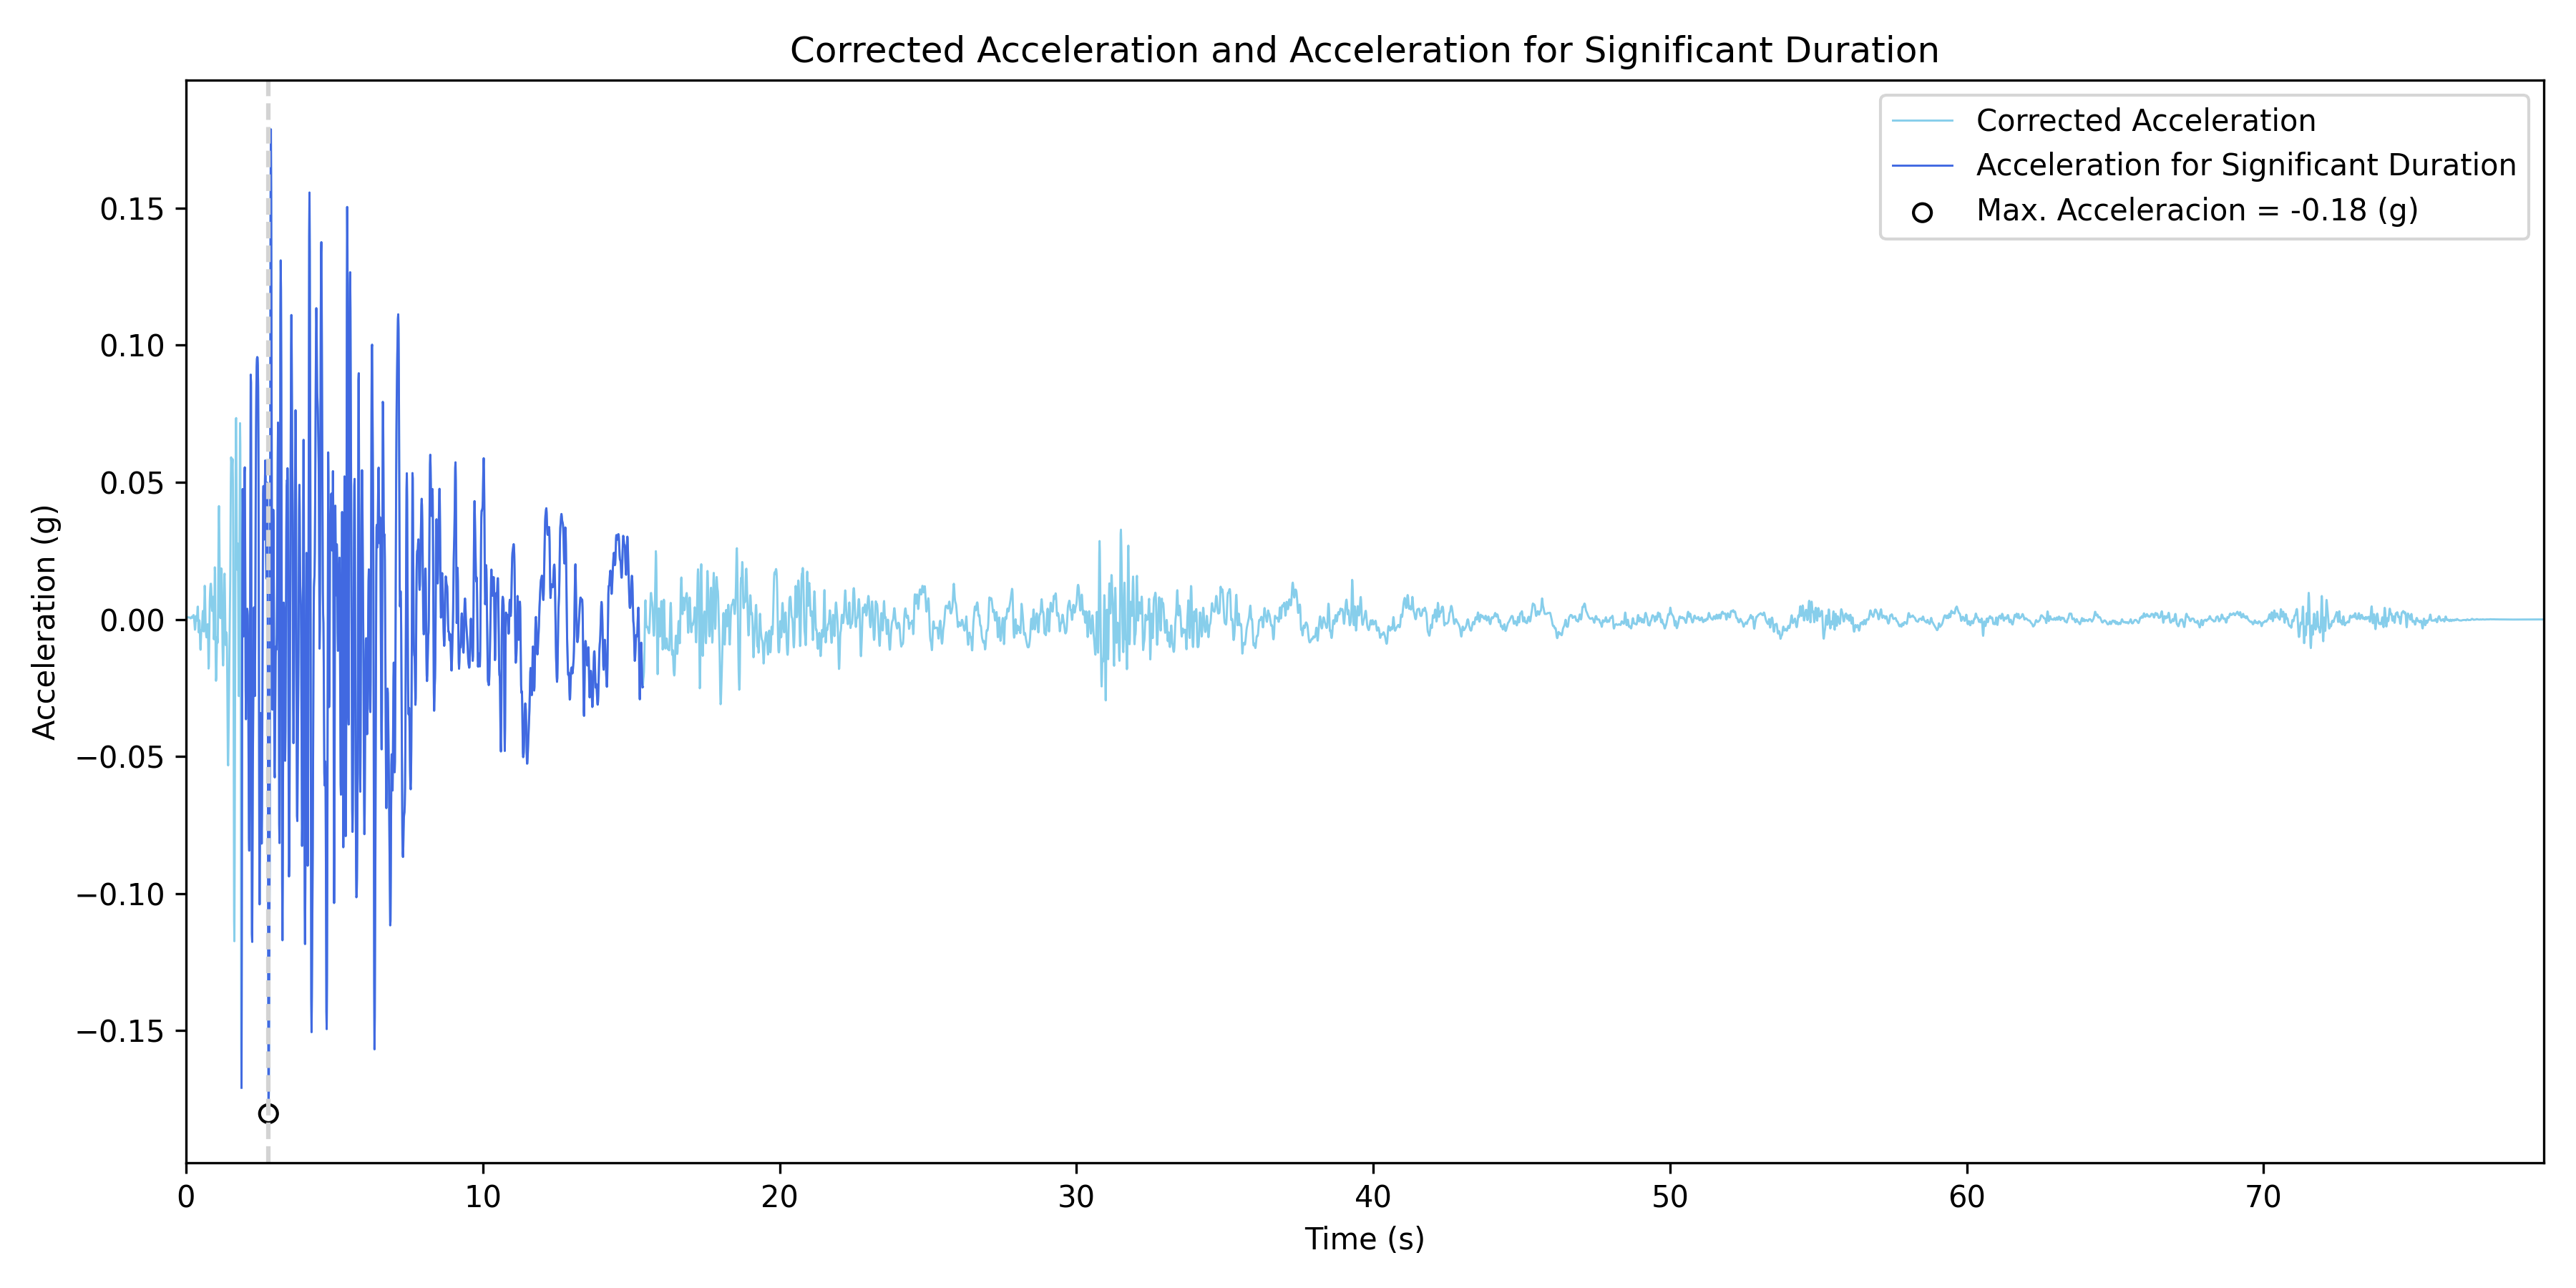 Corrected Acceleration and Acceleration for Significant Duration
Corrected Acceleration
Acceleration for Significant Duration
Max. Acceleracion = -0.18 (g)
Acceleration (g)
0.15
0.10
0.05
0.00
−0.05
−0.10
−0.15
0 10 20 30 40 50 60 70
Time (s)